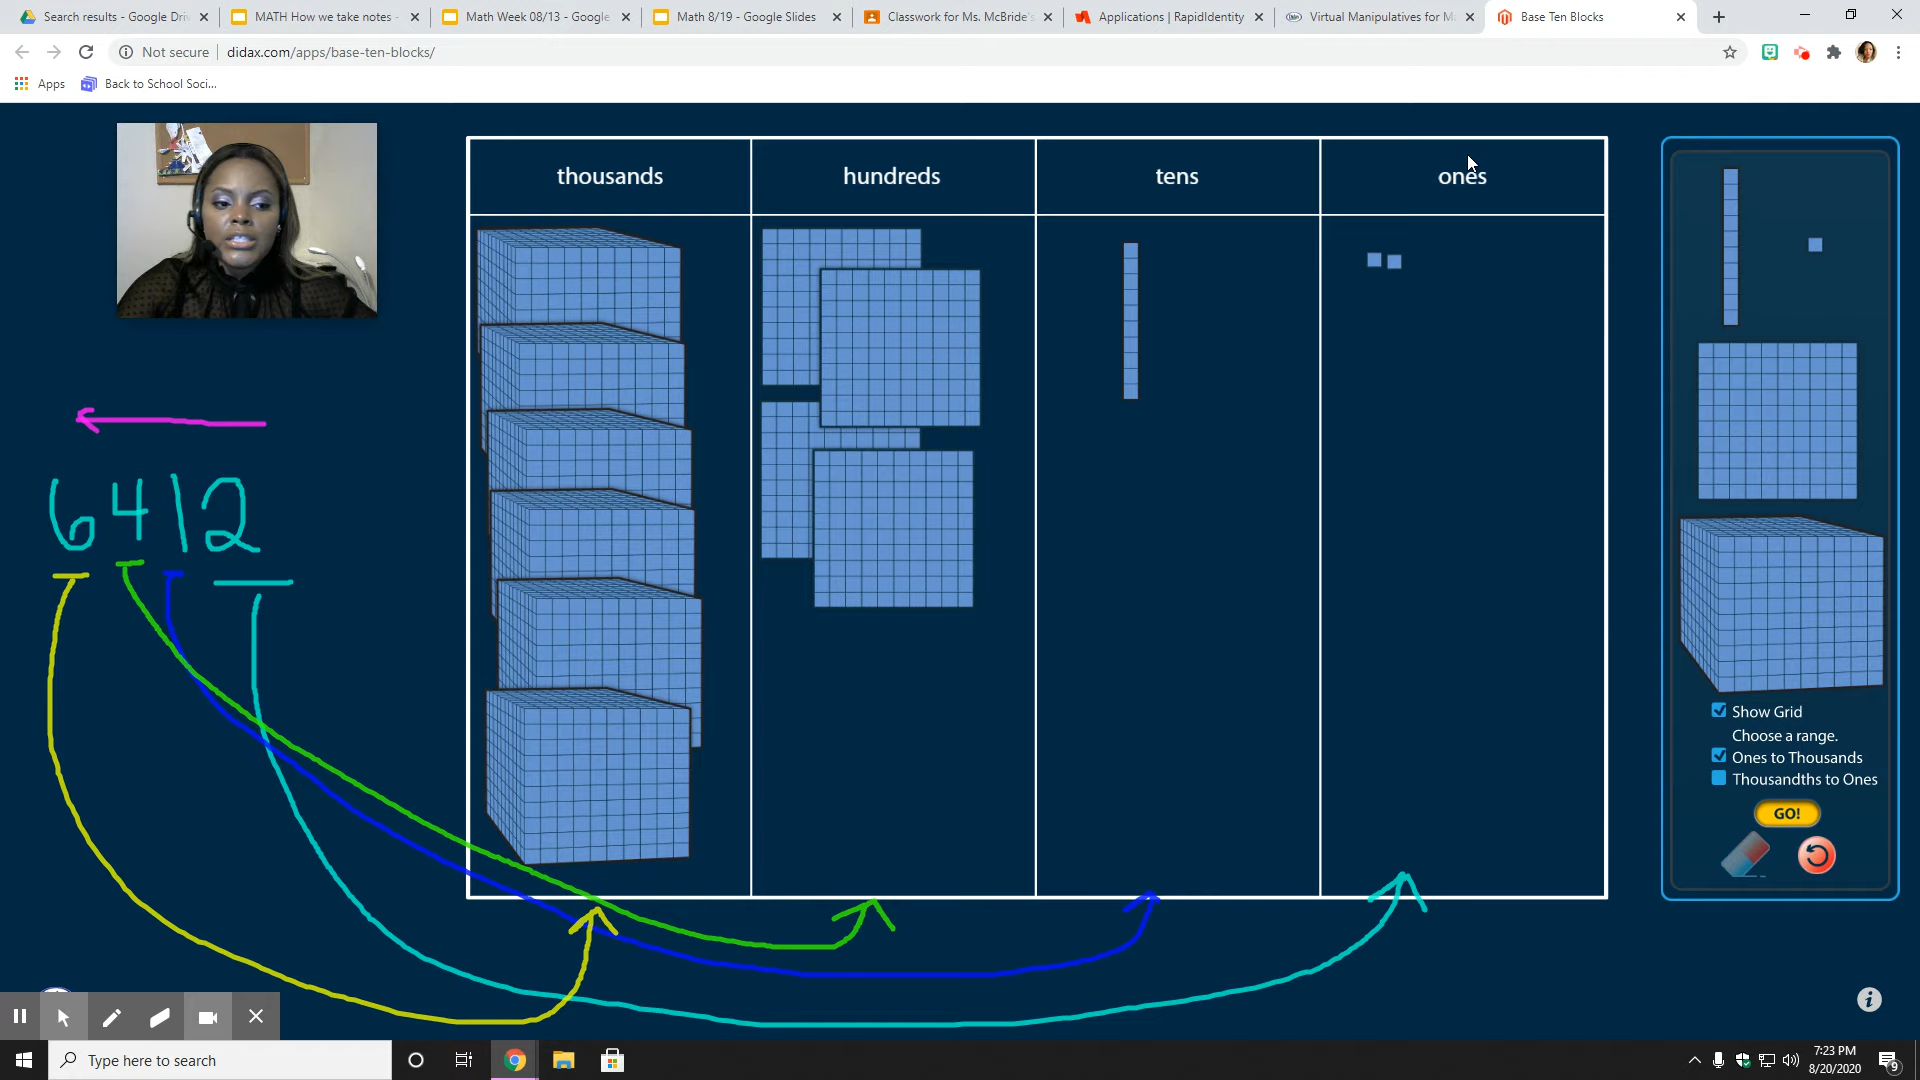 Search results - Google Dri
MATH How we take notes -
Math Week 08/13 - Google
Math 8/19 - Google Slides
Classwork for Ms. McBride's
Applications | RapidIdentity
Virtual Manipulatives for Ma
Base Ten Blocks
Not secure | didax.com/apps/base-ten-blocks/
Apps
Back to School Soci...
thousands
hundreds
tens
ones
6412
Show Grid
Choose a range.
Ones to Thousands
Thousandths to Ones
GO!
i
Type here to search
7:23 PM
8/20/2020
9